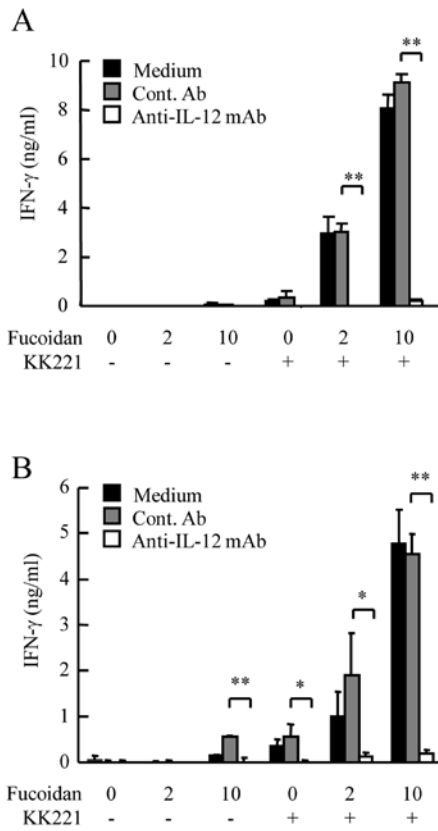 A
10
8
6
4
2
0
IFN-γ (ng/ml)
Medium
Cont. Ab
Anti-IL-12 mAb
**
**
Fucoidan 0 2 10 0 2 10
KK221 - - - + + +
B
6
5
4
3
2
1
0
IFN-γ (ng/ml)
Medium
Cont. Ab
Anti-IL-12 mAb
**
*
*
**
Fucoidan 0 2 10 0 2 10
KK221 - - - + + +